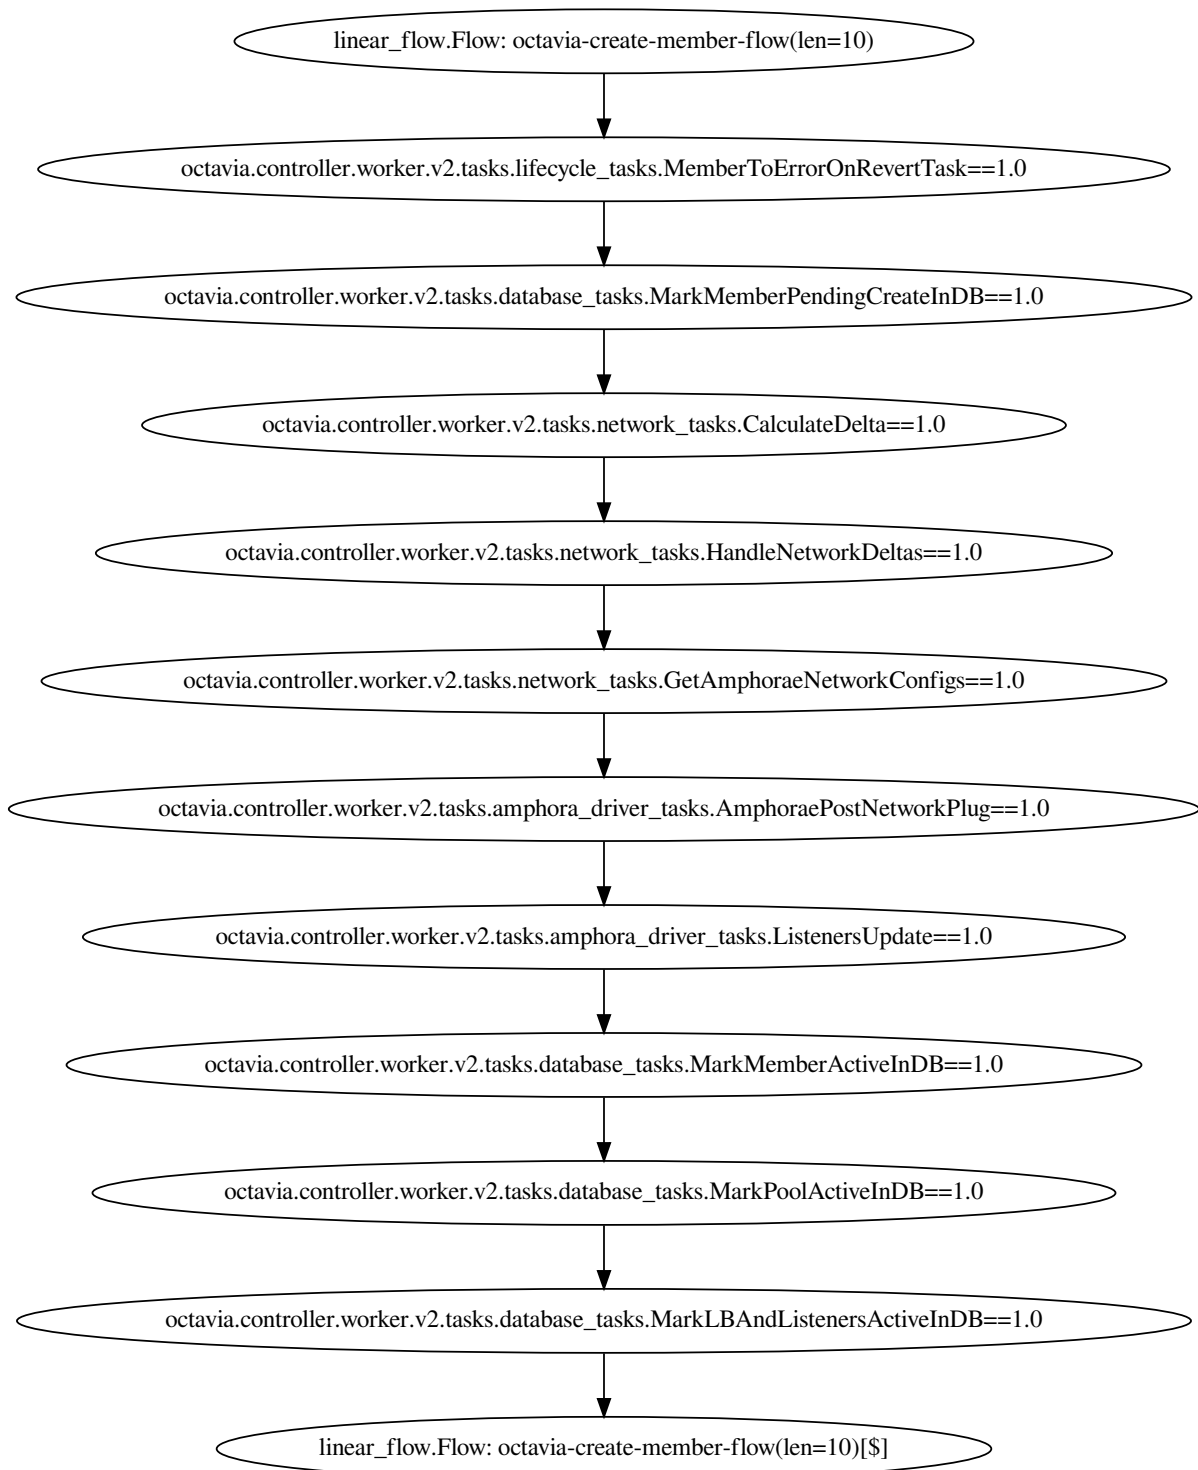 linear_flow.Flow: octavia-create-member-flow(len=10)
octavia.controller.worker.v2.tasks.lifecycle_tasks.MemberToErrorOnRevertTask==1.0
octavia.controller.worker.v2.tasks.database_tasks.MarkMemberPendingCreateInDB==1.0
octavia.controller.worker.v2.tasks.network_tasks.CalculateDelta==1.0
octavia.controller.worker.v2.tasks.network_tasks.HandleNetworkDeltas==1.0
octavia.controller.worker.v2.tasks.network_tasks.GetAmphoraeNetworkConfigs==1.0
octavia.controller.worker.v2.tasks.amphora_driver_tasks.AmphoraePostNetworkPlug==1.0
octavia.controller.worker.v2.tasks.amphora_driver_tasks.ListenersUpdate==1.0
octavia.controller.worker.v2.tasks.database_tasks.MarkMemberActiveInDB==1.0
octavia.controller.worker.v2.tasks.database_tasks.MarkPoolActiveInDB==1.0
octavia.controller.worker.v2.tasks.database_tasks.MarkLBAndListenersActiveInDB==1.0
linear_flow.Flow: octavia-create-member-flow(len=10)[$]